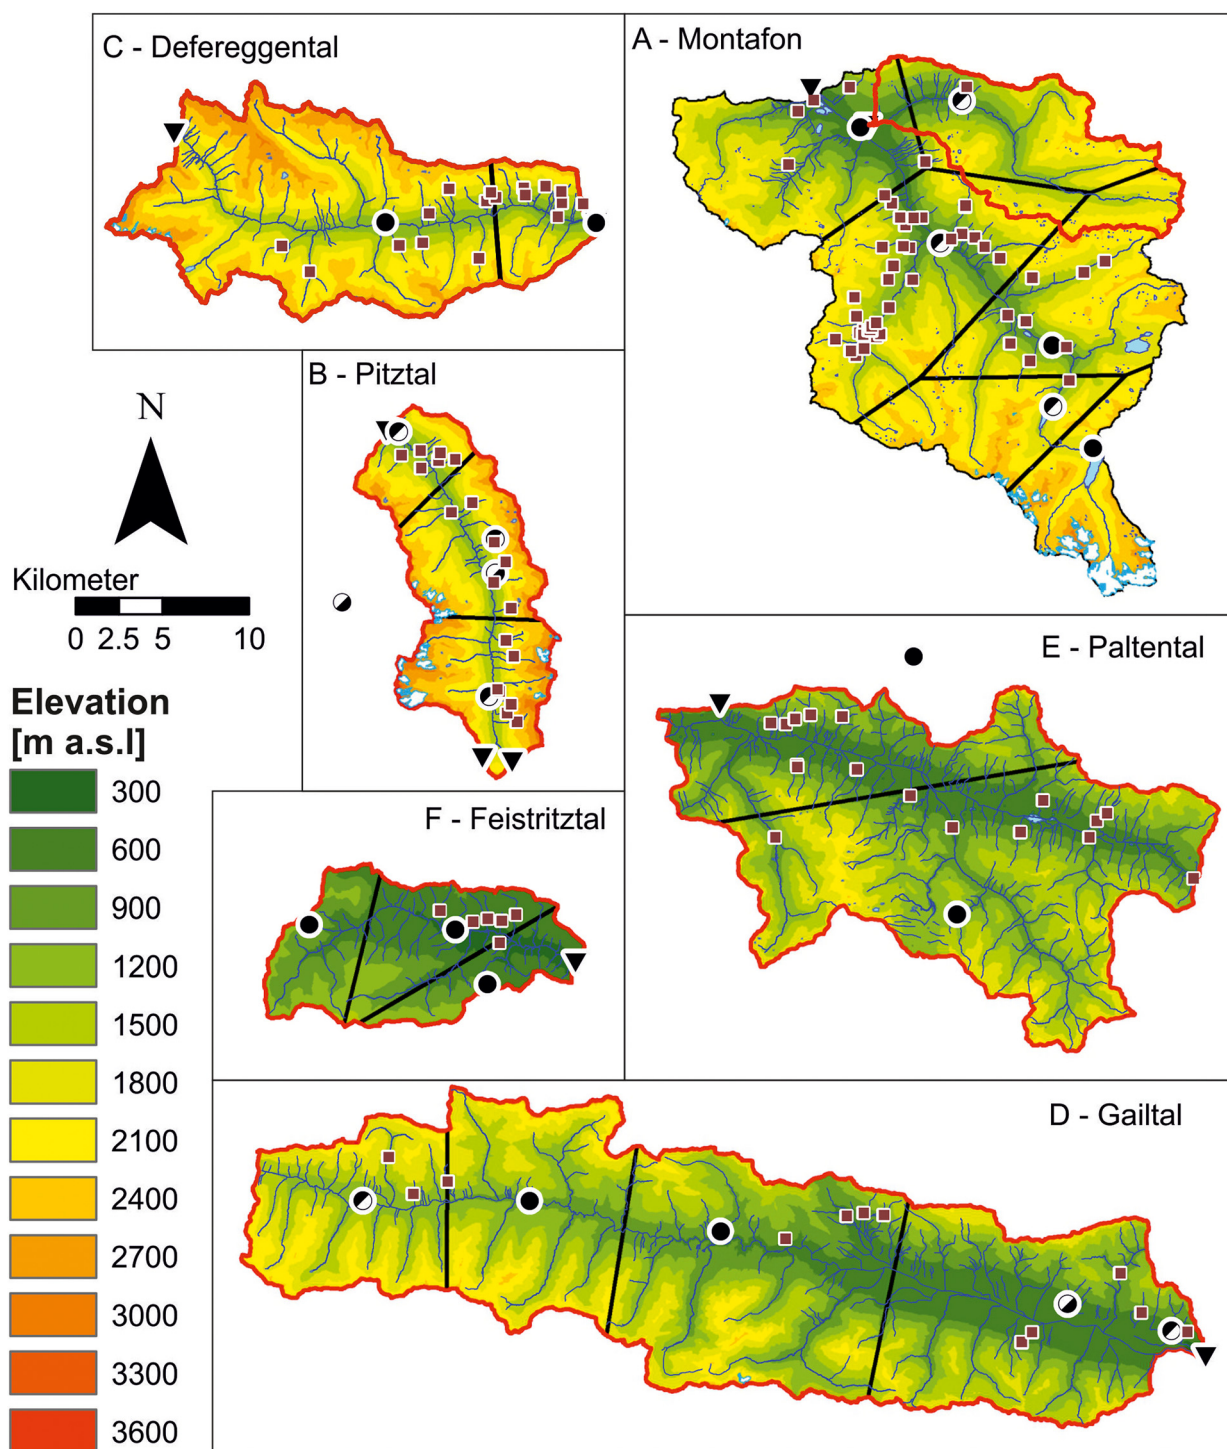 C - Defereggental
A - Montafon
B - Pitztal
N
Kilometer
0 2.5 5 10
E - Paltental
Elevation
[m a.s.l]
300
600
900
1200
1500
1800
2100
2400
2700
3000
3300
3600
F - Feistritztal
D - Gailtal